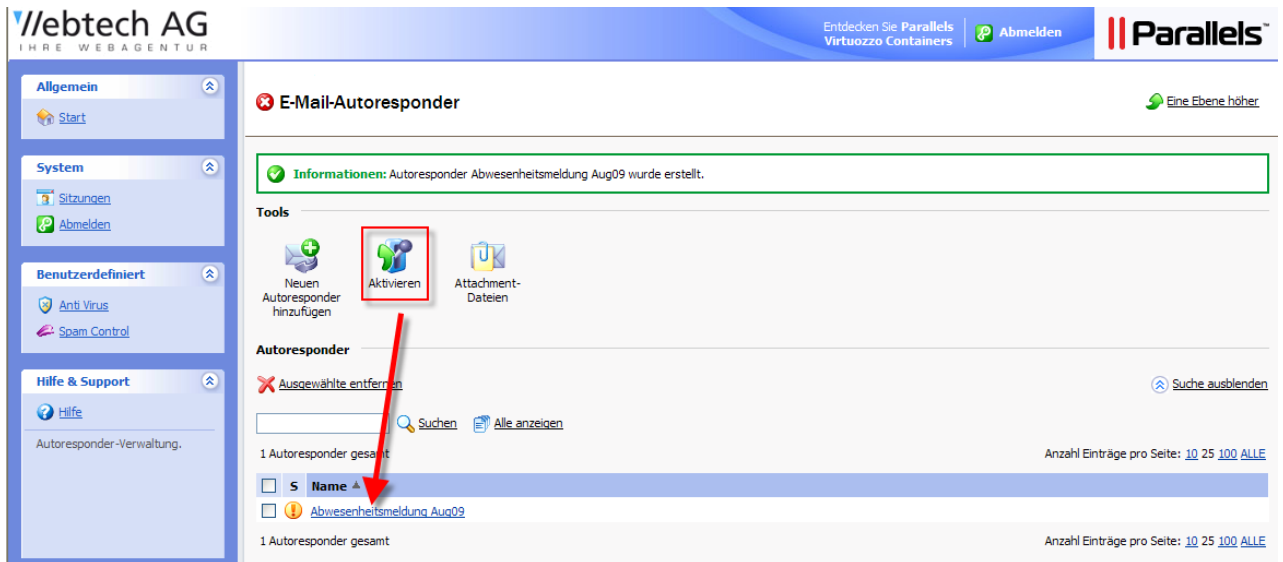 Webtech AG
IHRE WEBAGENTUR
Entdecken Sie Parallels
Virtuozzo Containers
Abmelden
Parallels™
Allgemein
Start
System
Sitzungen
Abmelden
Benutzerdefiniert
Anti Virus
Spam Control
Hilfe & Support
Hilfe
Autoresponder-Verwaltung.
E-Mail-Autoresponder
Eine Ebene höher
Informationen: Autoresponder Abwesenheitsmeldung Aug09 wurde erstellt.
Tools
Neuen
Autoresponder
hinzufügen
Aktivieren
Attachment-
Dateien
Autoresponder
Ausgewählte entfernen
Suche ausblenden
Suchen
Alle anzeigen
1 Autoresponder gesamt
Anzahl Einträge pro Seite: 10 25 100 ALLE
S Name
Abwesenheitsmeldung Aug09
1 Autoresponder gesamt
Anzahl Einträge pro Seite: 10 25 100 ALLE